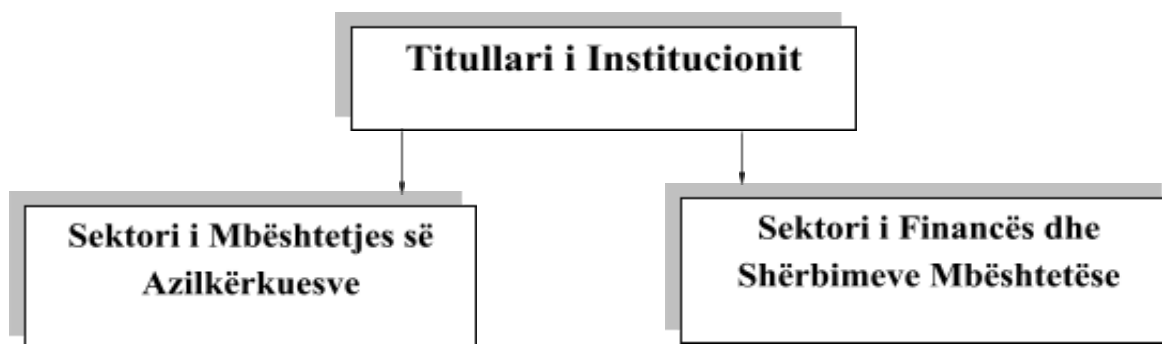 Titullari i Institucionit
Sektori i Mbështetjes së
Azilkërkuesve
Sektori i Financës dhe
Shërbimeve Mbështetëse